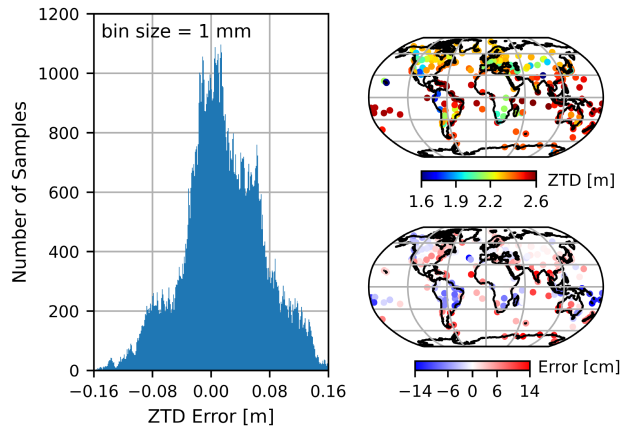 bin size = 1 mm
1200
1000
800
600
400
200
0
Number of Samples
−0.16 −0.08 0.00 0.08 0.16
ZTD Error [m]
ZTD [m]
1.6 1.9 2.2 2.6
Error [cm]
−14 −6 0 6 14